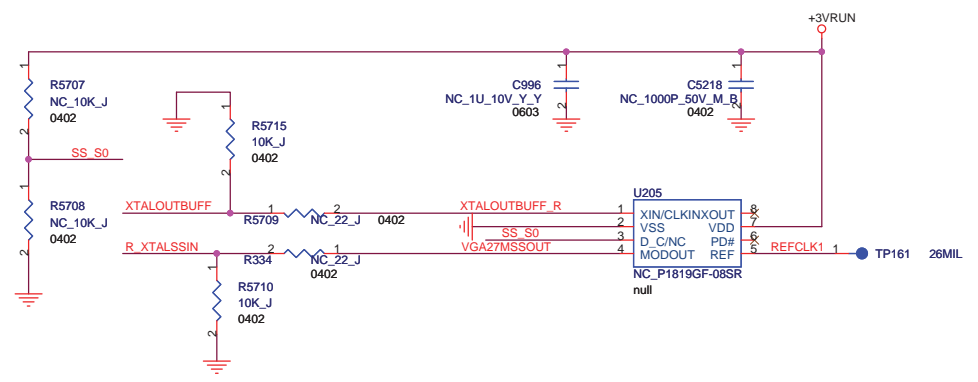 +3VRUN
1
R5707
NC_10K_J
0402
2
SS_S0
1
R5708
NC_10K_J
0402
2
1
R5715
10K_J
0402
2
1
C996
NC_1U_10V_Y_Y
2
0603
1
C5218
NC_1000P_50V_M_B
2
0402
U205
XTALOUTBUFF
1
2
R5709
NC_22_J
0402
XTALOUTBUFF_R
1
XIN/CLKIN
XOUT
8
2
VSS
VDD
7
SS_S0
3
D_C/NC
PD#
6
R_XTALSSIN
2
1
R334
NC_22_J
0402
VGA27MSSOUT
4
MODOUT
REF
5
REFCLK1
1
TP161
26MIL
NC_P1819GF-08SR
null
1
R5710
10K_J
0402
2